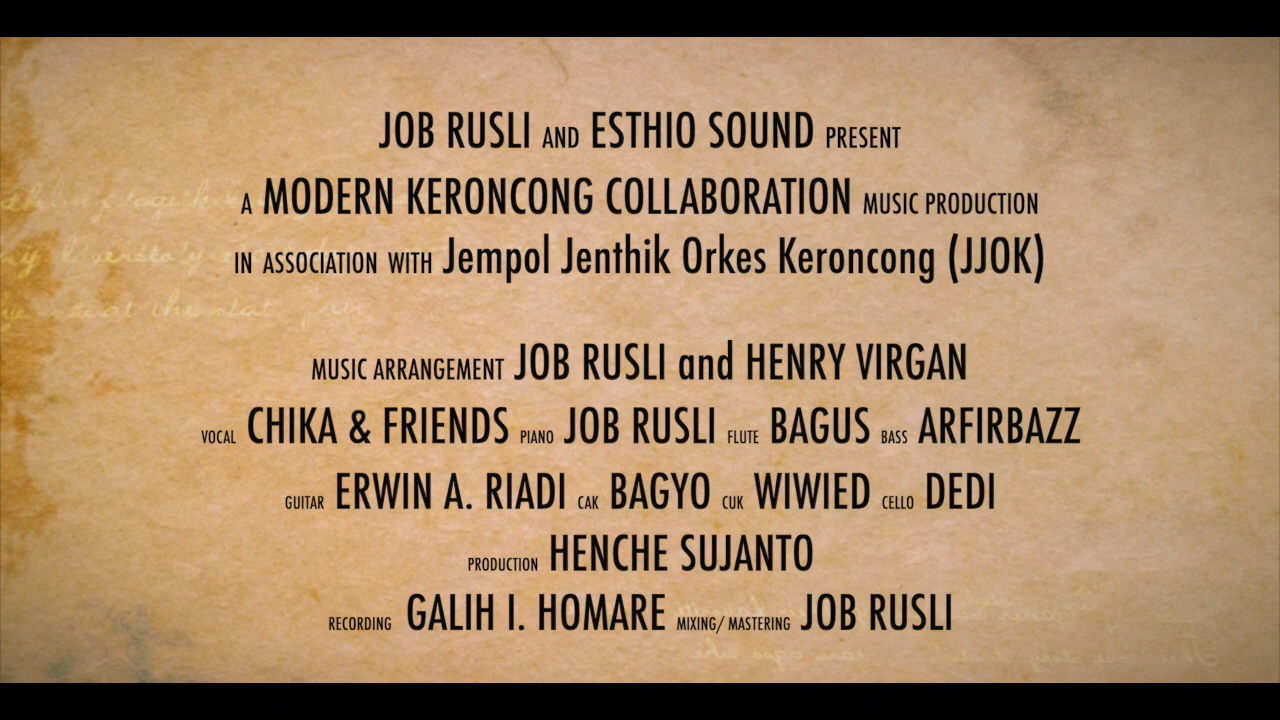 JOB RUSLI AND ESTHIO SOUND PRESENT
A MODERN KERONCONG COLLABORATION MUSIC PRODUCTION
IN ASSOCIATION WITH Jempol Jenthik Orkes Keroncong (JJOK)
MUSIC ARRANGEMENT JOB RUSLI and HENRY VIRGAN
VOCAL CHIKA & FRIENDS PIANO JOB RUSLI FLUTE BAGUS BASS ARFIRBAZZ
GUITAR ERWIN A. RIADI CAK BAGYO CUK WIWIED CELLO DEDI
PRODUCTION HENCHE SUJANTO
RECORDING GALIH I. HOMARE MIXING/ MASTERING JOB RUSLI